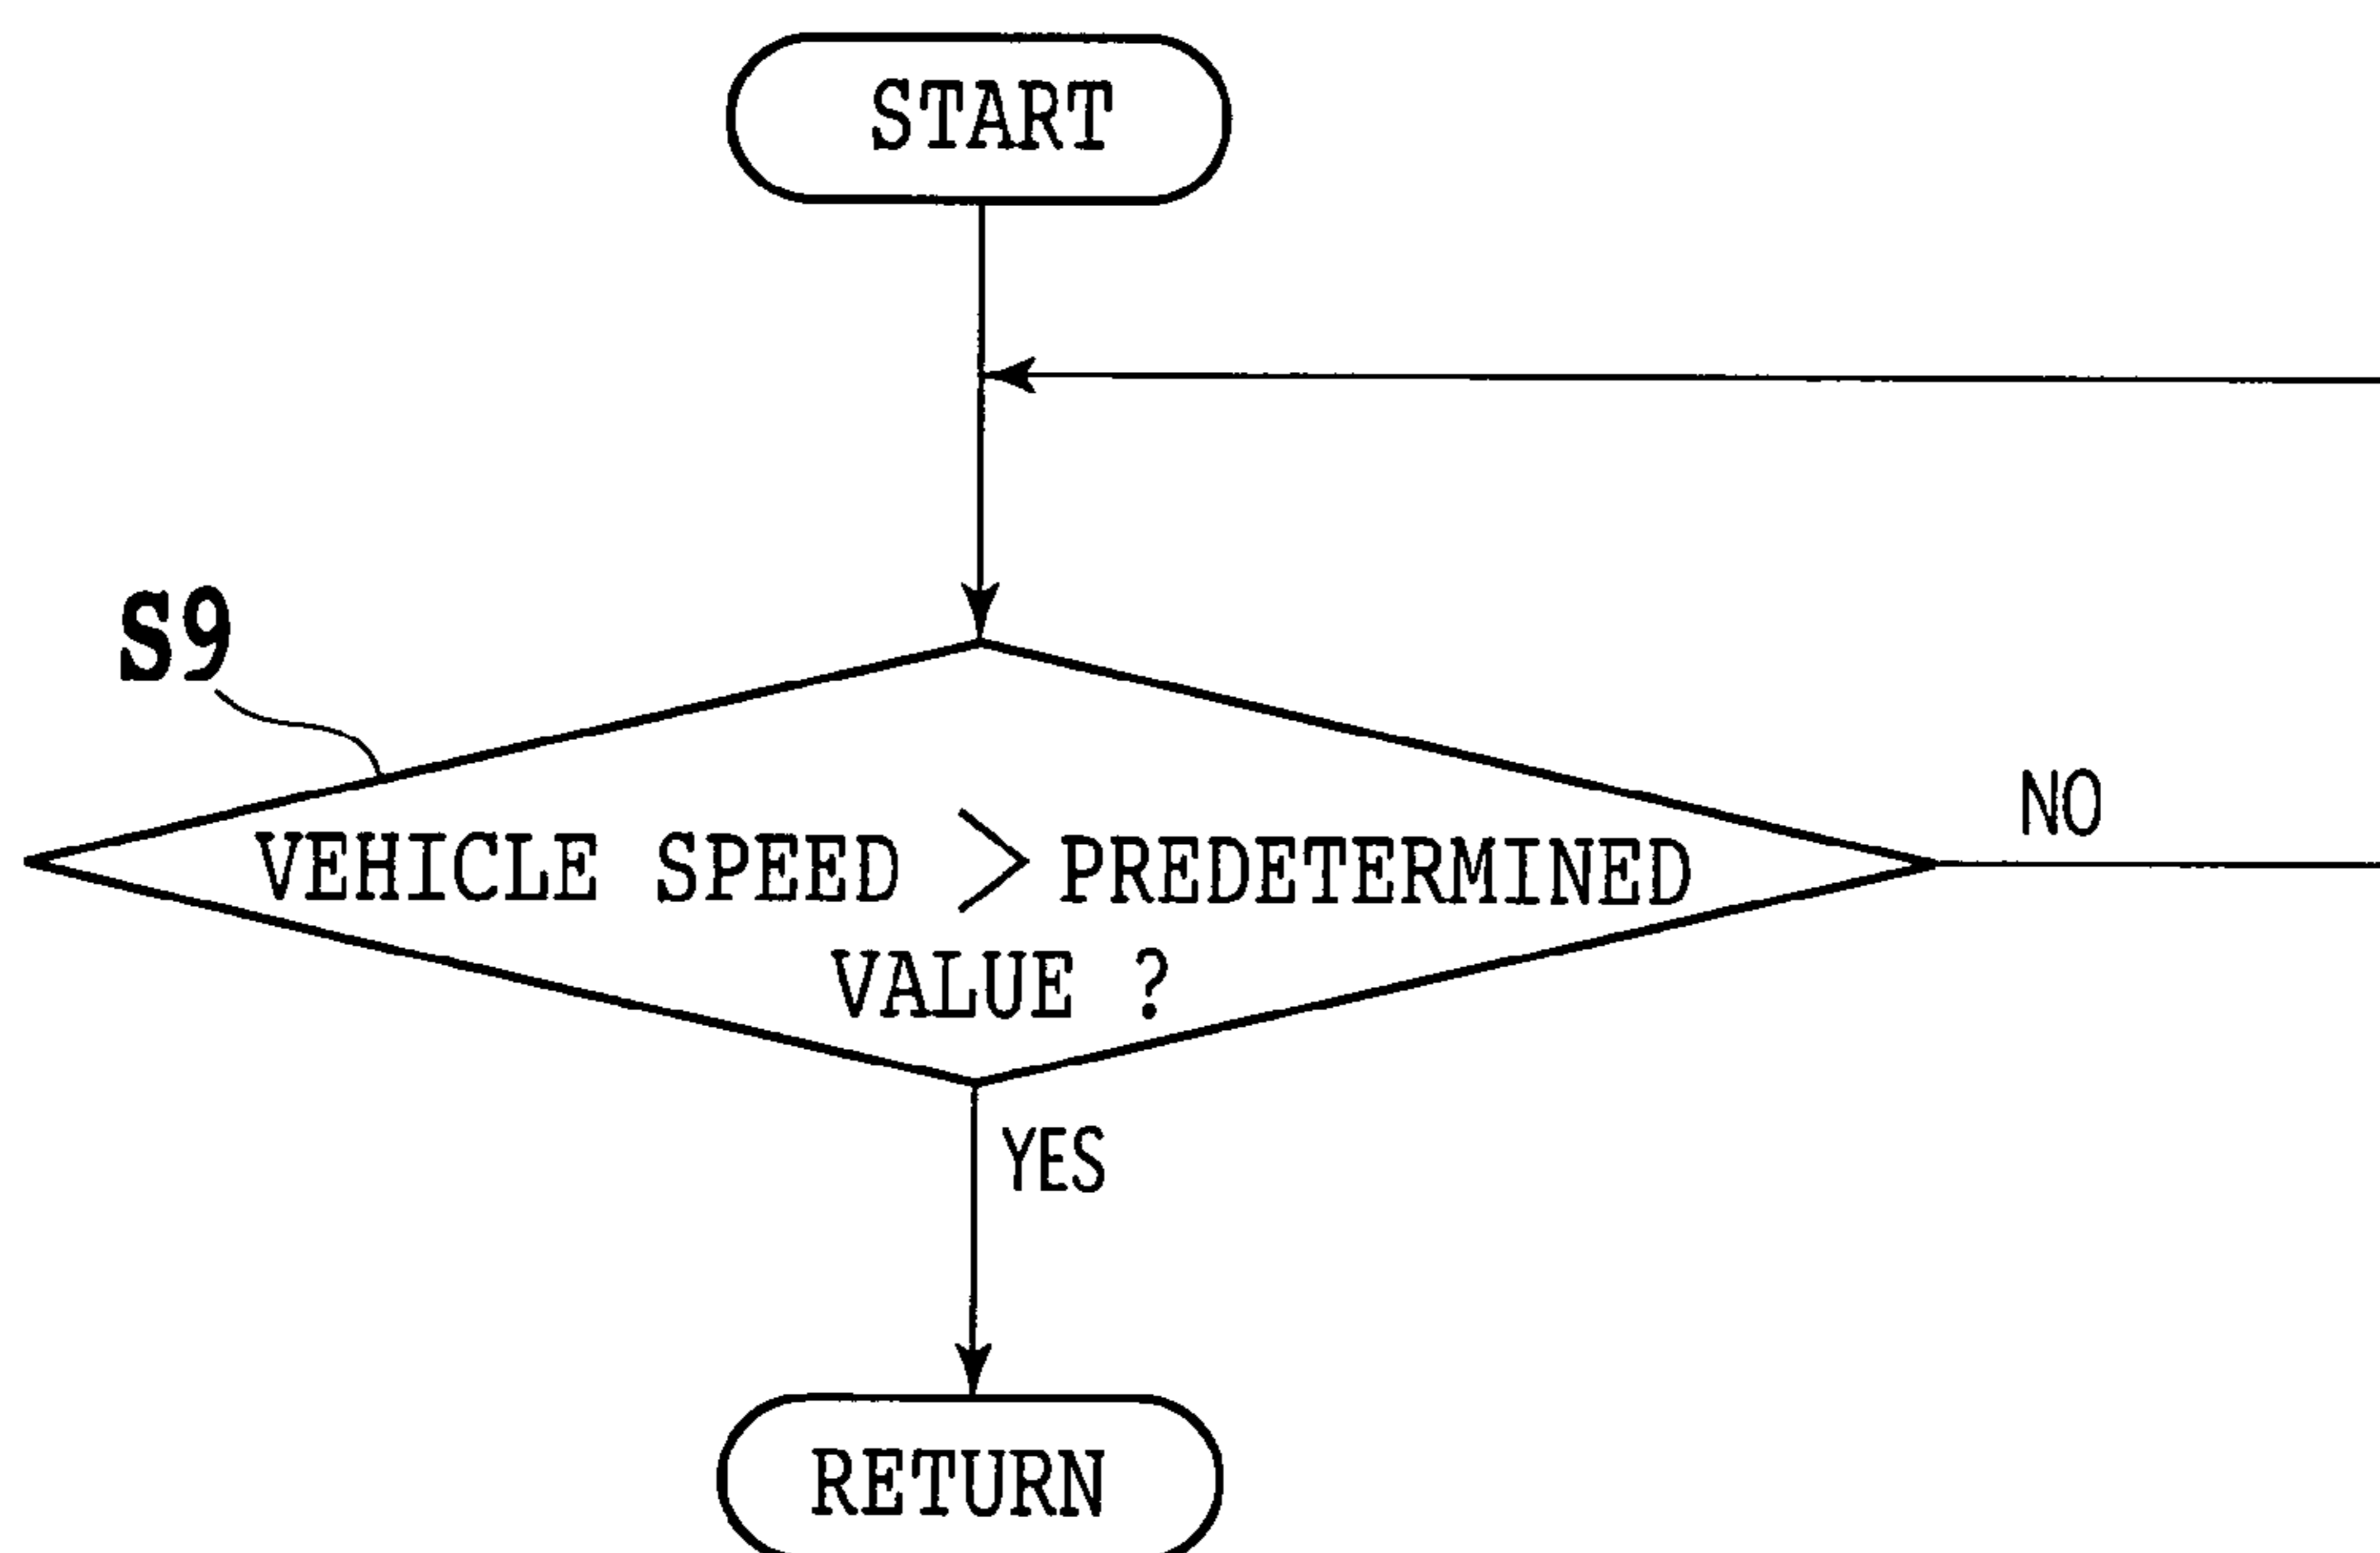 START
S9
NO
VEHICLE SPEED > PREDETERMINED
VALUE ?
YES
RETURN